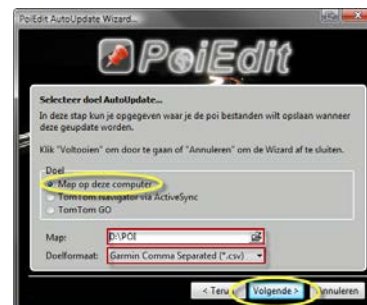 PoiEdit AutoUpdate Wizard...
PoiEdit
Selecteer doel AutoUpdate...
In deze stap kun je opgegeven waar je de poi bestanden wilt opslaan wanneer
deze geupdate worden.
Klik "Voltooien" om door te gaan of "Annuleren" om de Wizard af te sluiten.
Doel
Map op deze computer
TomTom Navigator via ActiveSync
TomTom GO
Map: D:\POI
Doelformaat: Garmin Comma Separated (*.csv)
< Teru Volgende > nnuleren